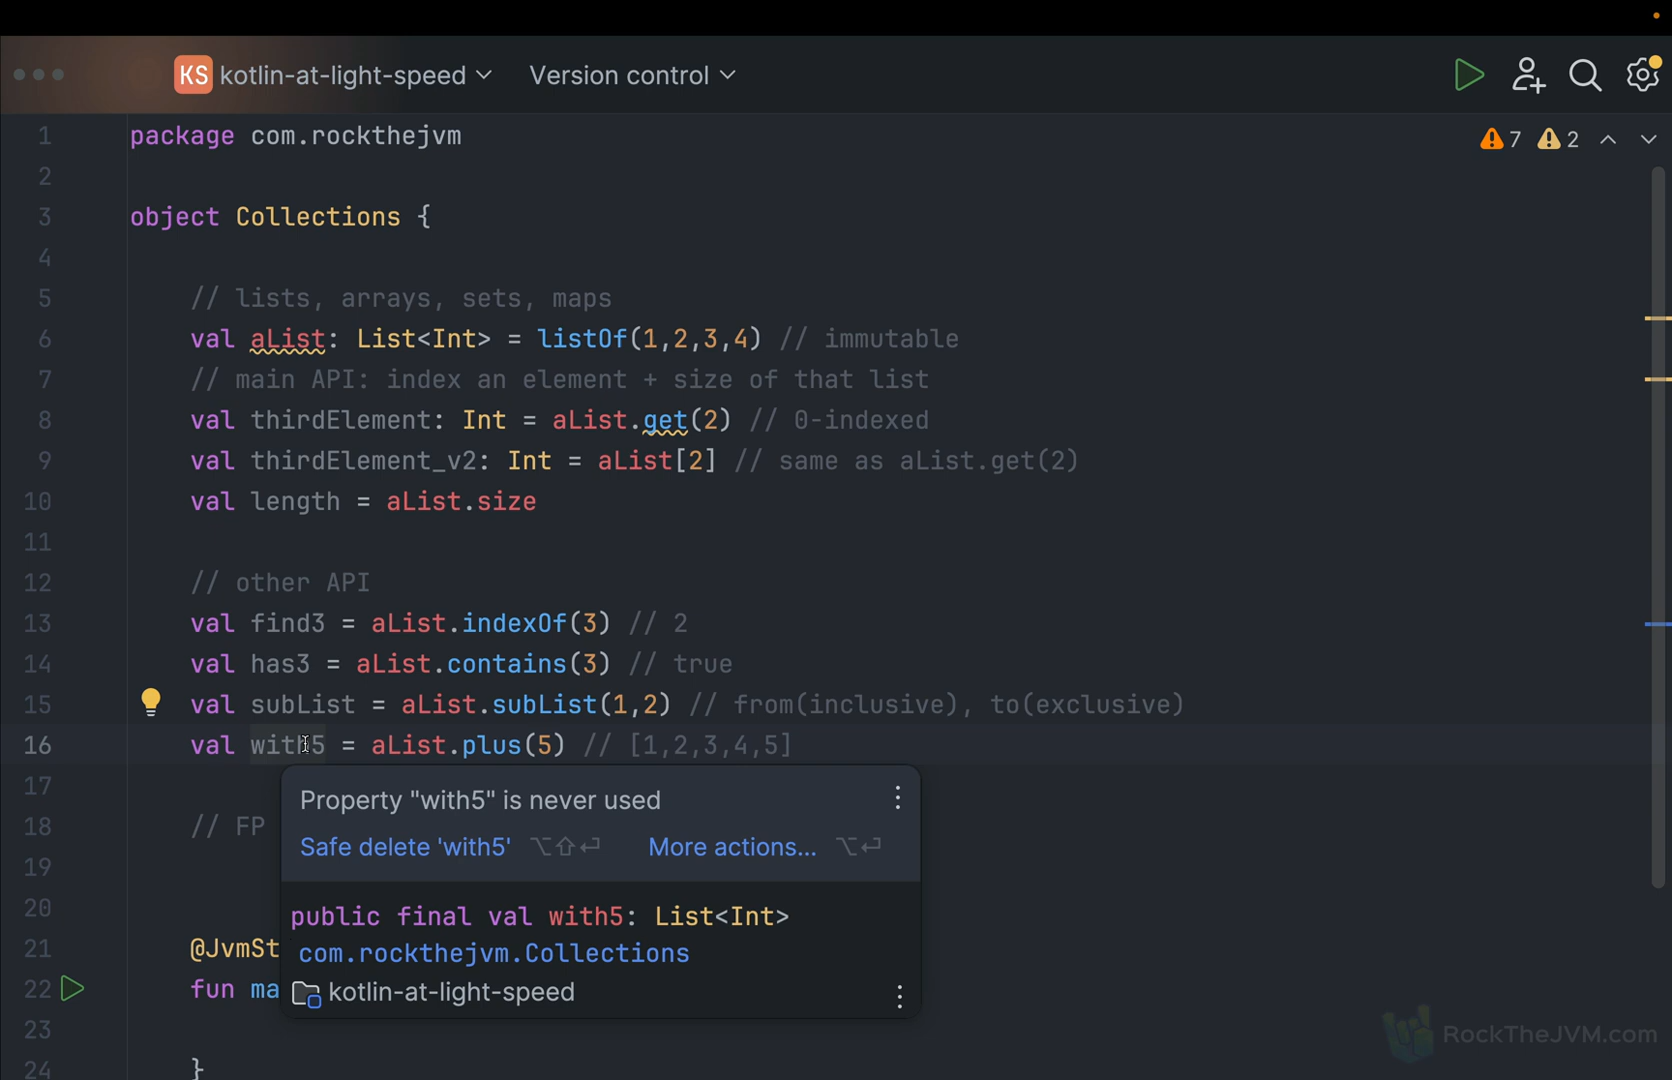 KS kotlin-at-light-speed Version control
7 2
1 package com.rockthejvm
2
3 object Collections {
4
5 // lists, arrays, sets, maps
6 val aList: List<Int> = listOf(1,2,3,4) // immutable
7 // main API: index an element + size of that list
8 val thirdElement: Int = aList.get(2) // 0-indexed
9 val thirdElement_v2: Int = aList[2] // same as aList.get(2)
10 val length = aList.size
11
12 // other API
13 val find3 = aList.indexOf(3) // 2
14 val has3 = aList.contains(3) // true
15 val subList = aList.subList(1,2) // from(inclusive), to(exclusive)
16 val with5 = aList.plus(5) // [1,2,3,4,5]
17
Property "with5" is never used
18 // FP
Safe delete 'with5' ⌥⇧⏎ More actions... ⌥⏎
19
20
public final val with5: List<Int>
21 @JvmSt
com.rockthejvm.Collections
22 fun ma
kotlin-at-light-speed
23
24 }
RockTheJVM.com